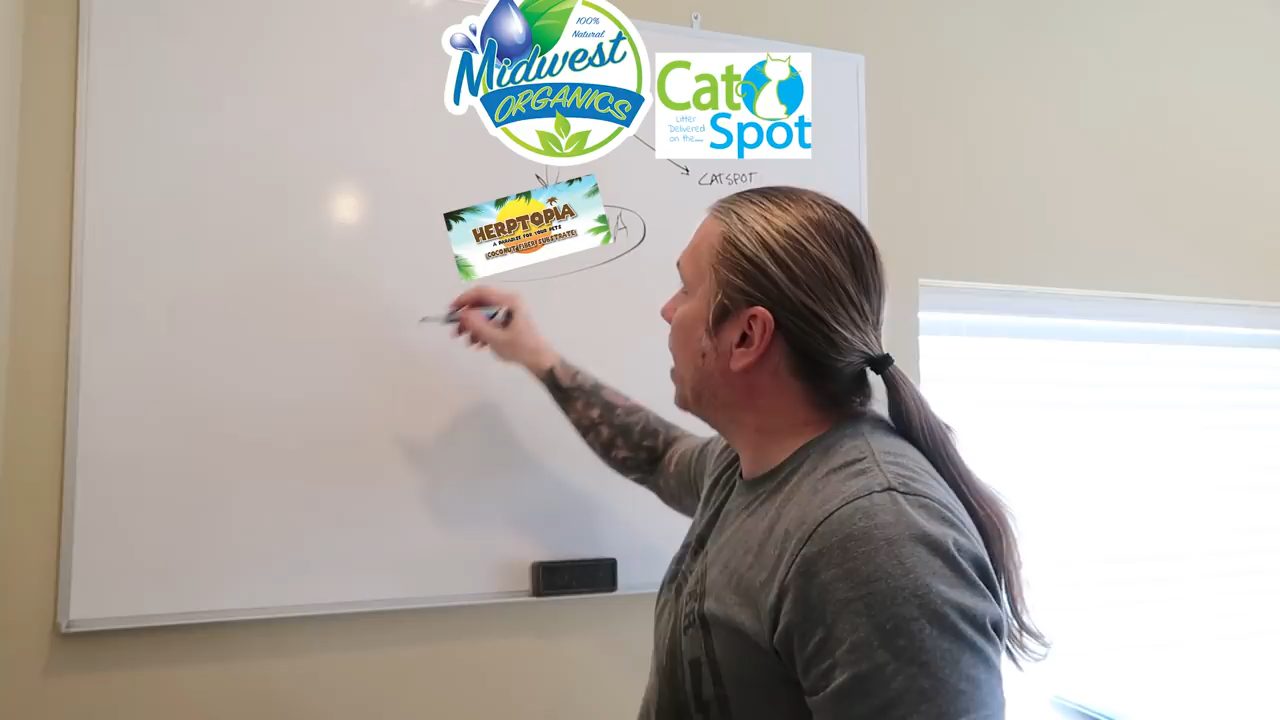 100%
Natural
Midwest
ORGANICS
Cat Spot
Litter
Delivered
on the...
CATSPOT
HERPTOPIA
A PARADISE FOR YOUR PETS
(COCONUT FIBER) SUBSTRATE)
A